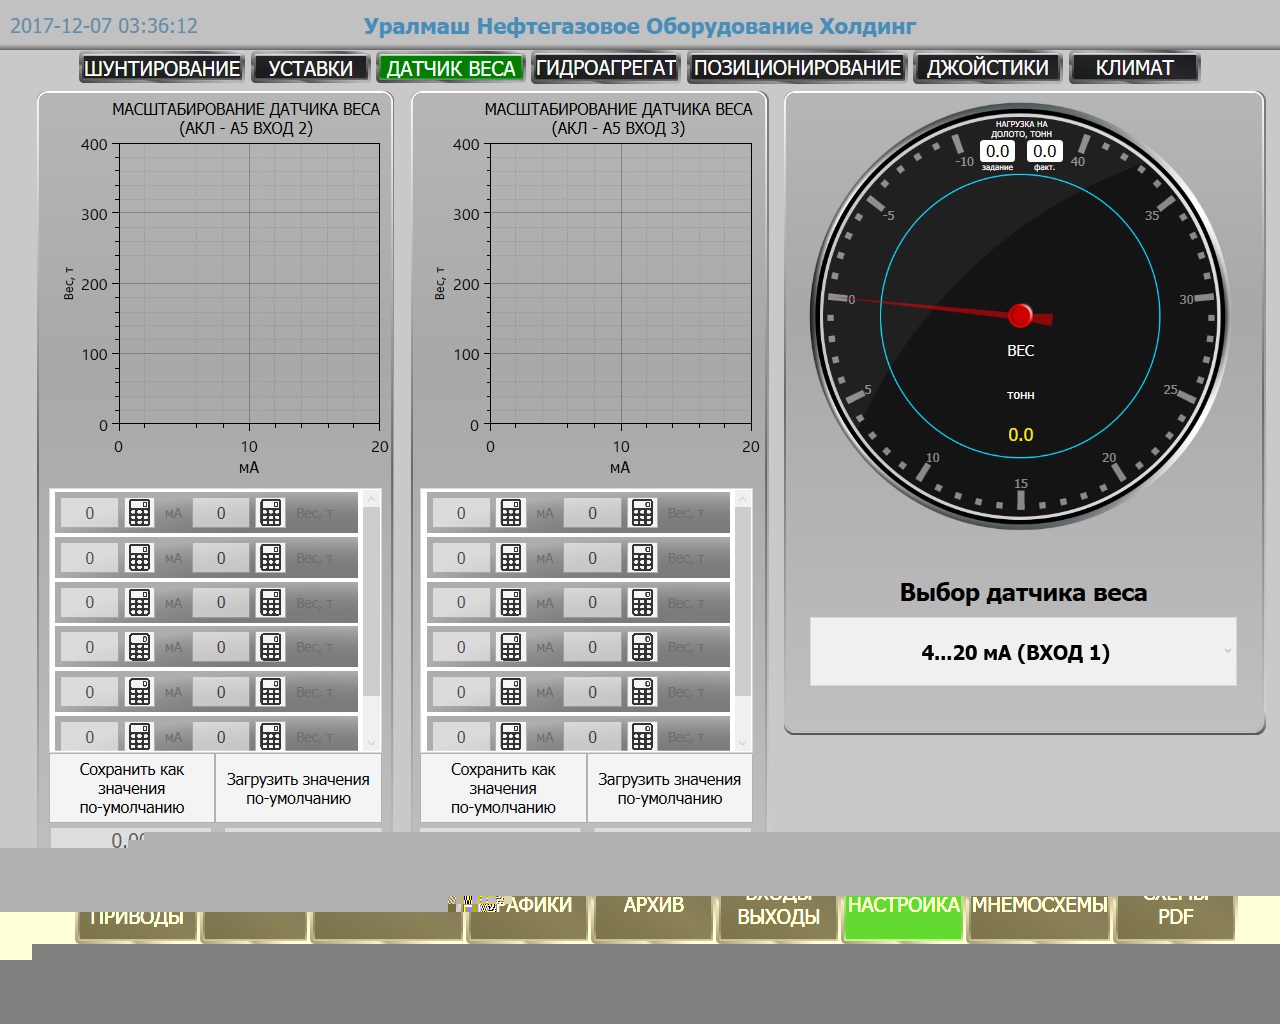 2017-12-07 03:36:12
Уралмаш Нефтегазовое Оборудование Холдинг
ШУНТИРОВАНИЕ
УСТАВКИ
ДАТЧИК ВЕСА
ГИДРОАГРЕГАТ
ПОЗИЦИОНИРОВАНИЕ
ДЖОЙСТИКИ
КЛИМАТ
МАСШТАБИРОВАНИЕ ДАТЧИКА ВЕСА
(АКЛ - А5 ВХОД 2)
400
300
200
100
0
Вес, т
0 10 20
мА
0 мА 0 Вес, т
0 мА 0 Вес, т
0 мА 0 Вес, т
0 мА 0 Вес, т
0 мА 0 Вес, т
0 мА 0 Вес, т
Сохранить как
значения
по-умолчанию
Загрузить значения
по-умолчанию
МАСШТАБИРОВАНИЕ ДАТЧИКА ВЕСА
(АКЛ - А5 ВХОД 3)
400
300
200
100
0
Вес, т
0 10 20
мА
0 мА 0 Вес, т
0 мА 0 Вес, т
0 мА 0 Вес, т
0 мА 0 Вес, т
0 мА 0 Вес, т
0 мА 0 Вес, т
Сохранить как
значения
по-умолчанию
Загрузить значения
по-умолчанию
НАГРУЗКА НА
ДОЛОТО, ТОНН
0.0 0.0
задание факт.
-10 40
-5 35
0 30
5 25
10 20
15
ВЕС
тонн
0.0
Выбор датчика веса
4...20 мА (ВХОД 1)
ПРИВОДЫ
АРХИВ
ВХОДЫ
ВЫХОДЫ
НАСТРОЙКА
МНЕМОСХЕМЫ
СХЕМЫ
PDF